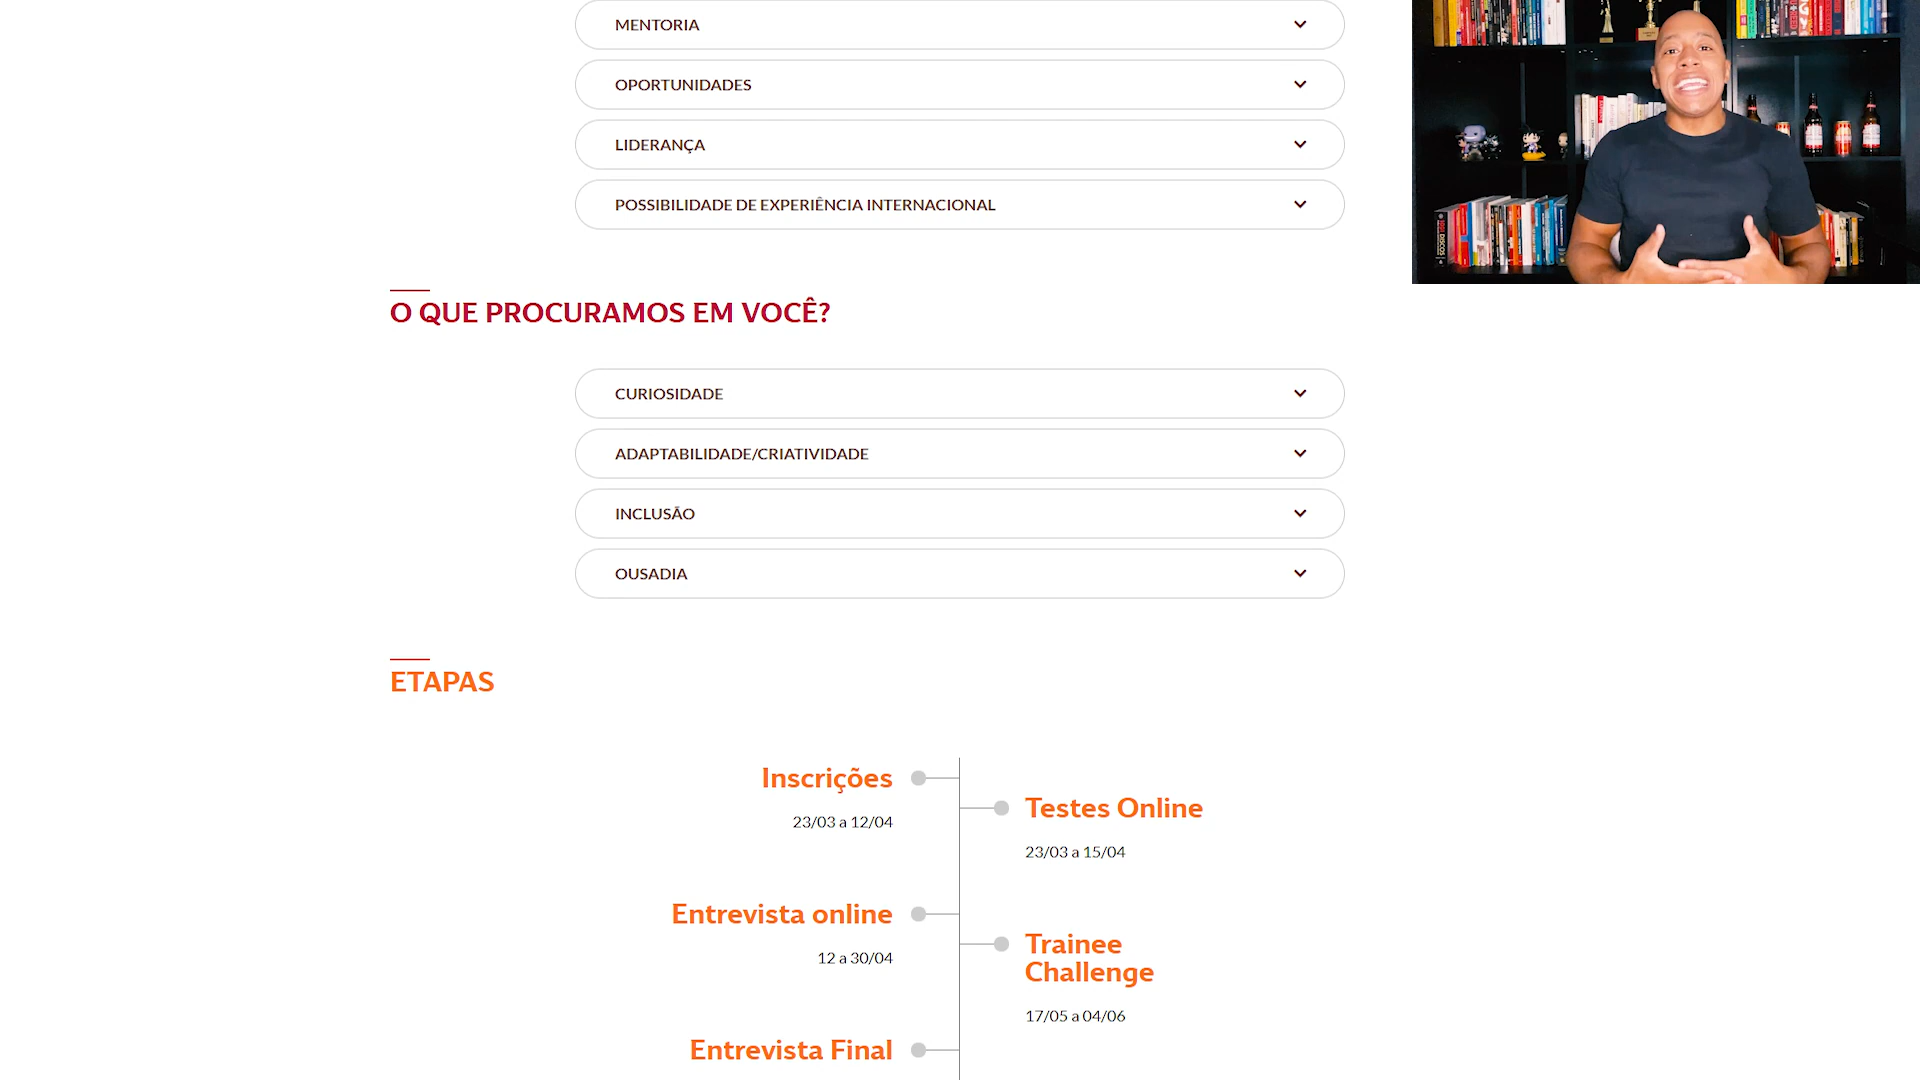 MENTORIA
OPORTUNIDADES
LIDERANÇA
POSSIBILIDADE DE EXPERIÊNCIA INTERNACIONAL
O QUE PROCURAMOS EM VOCÊ?
CURIOSIDADE
ADAPTABILIDADE/CRIATIVIDADE
INCLUSÃO
OUSADIA
ETAPAS
Inscrições
23/03 a 12/04
Testes Online
23/03 a 15/04
Entrevista online
12 a 30/04
Trainee
Challenge
17/05 a 04/06
Entrevista Final